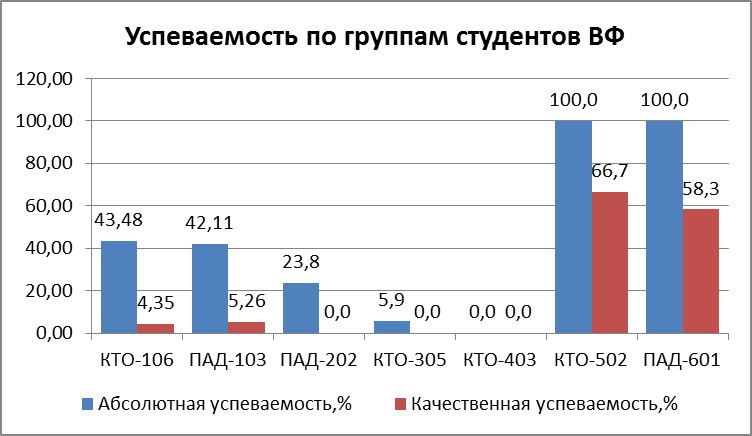 Успеваемость по группам студентов ВФ
120,00
100,00
80,00
60,00
40,00
20,00
0,00
43,48
4,35
42,11
5,26
23,8
0,0
5,9
0,0
0,0
0,0
100,0
66,7
100,0
58,3
КТО-106
ПАД-103
ПАД-202
КТО-305
КТО-403
КТО-502
ПАД-601
Абсолютная успеваемость,%
Качественная успеваемость,%